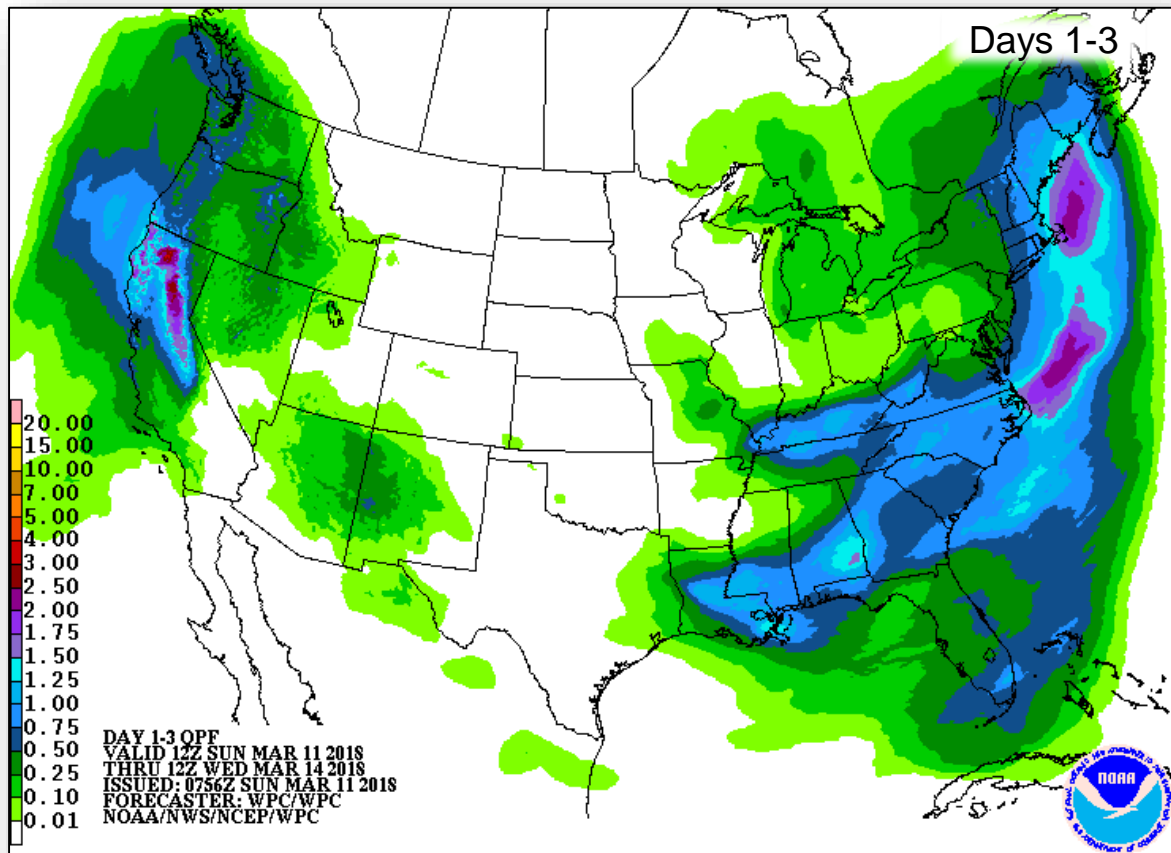 Days 1-3
20.00
15.00
10.00
7.00
5.00
4.00
3.00
2.50
2.00
1.75
1.50
1.25
1.00
0.75
0.50
0.25
0.10
0.01
DAY 1-3 QPF
VALID 12Z SUN MAR 11 2018
THRU 12Z WED MAR 14 2018
ISSUED: 0756Z SUN MAR 11 2018
FORECASTER: WPC/WPC
NOAA/NWS/NCEP/WPC
NOAA